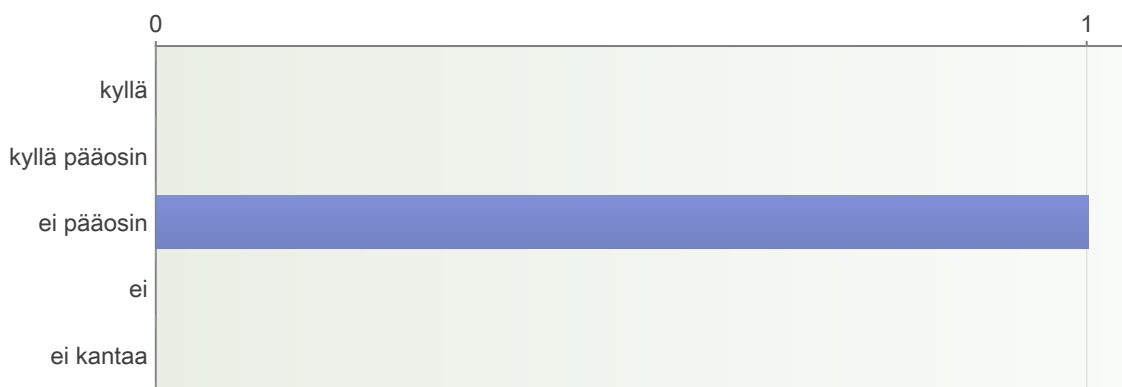 0 1
kyllä
kyllä pääosin
ei pääosin
ei
ei kantaa